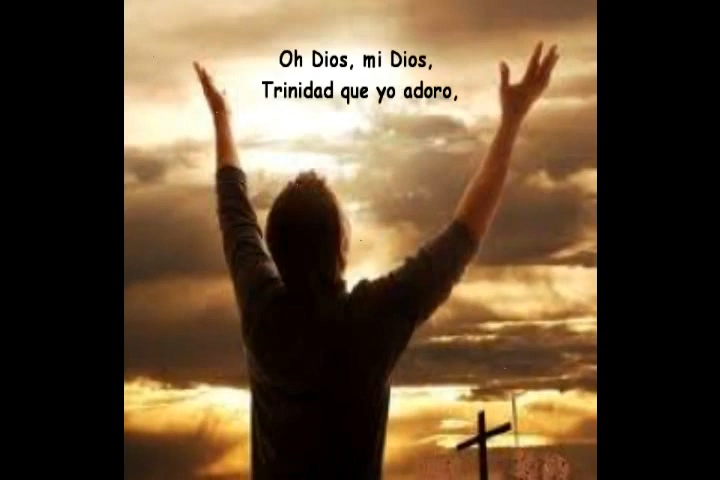 Oh Dios, mi Dios,
Trinidad que yo adoro,